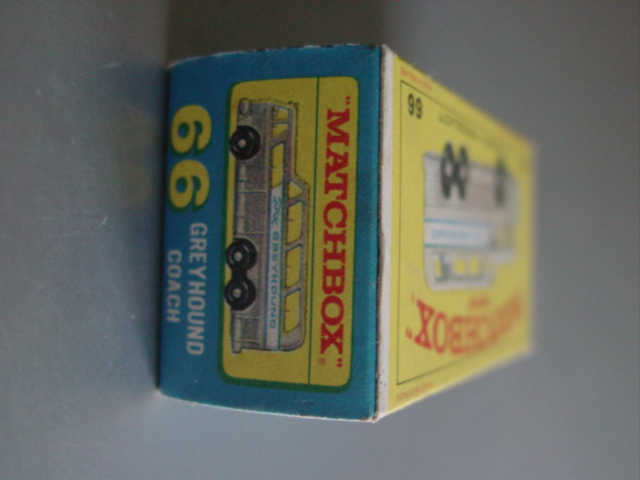 "MATCHBOX"®
GREYHOUND
66 GREYHOUND
COACH
66
"MATCHBOX"